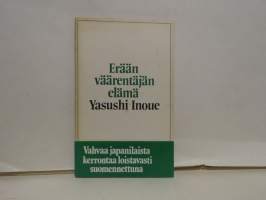 Erään
väärentäjän
elämä
Yasushi Inoue
Vahvaa japanilaista
kerrontaa loistavasti
suomennettuna